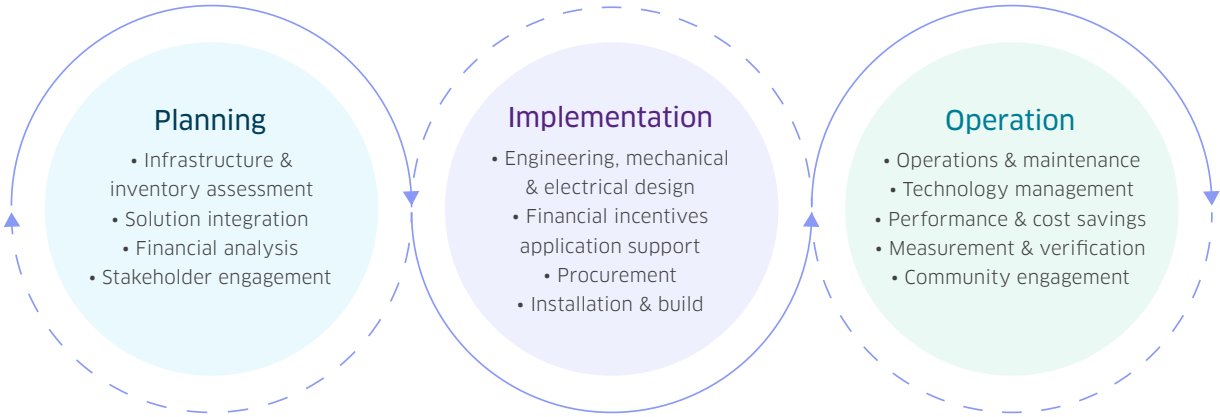 Planning
• Infrastructure &
inventory assessment
• Solution integration
• Financial analysis
• Stakeholder engagement
Implementation
• Engineering, mechanical
& electrical design
• Financial incentives
application support
• Procurement
• Installation & build
Operation
• Operations & maintenance
• Technology management
• Performance & cost savings
• Measurement & verification
• Community engagement